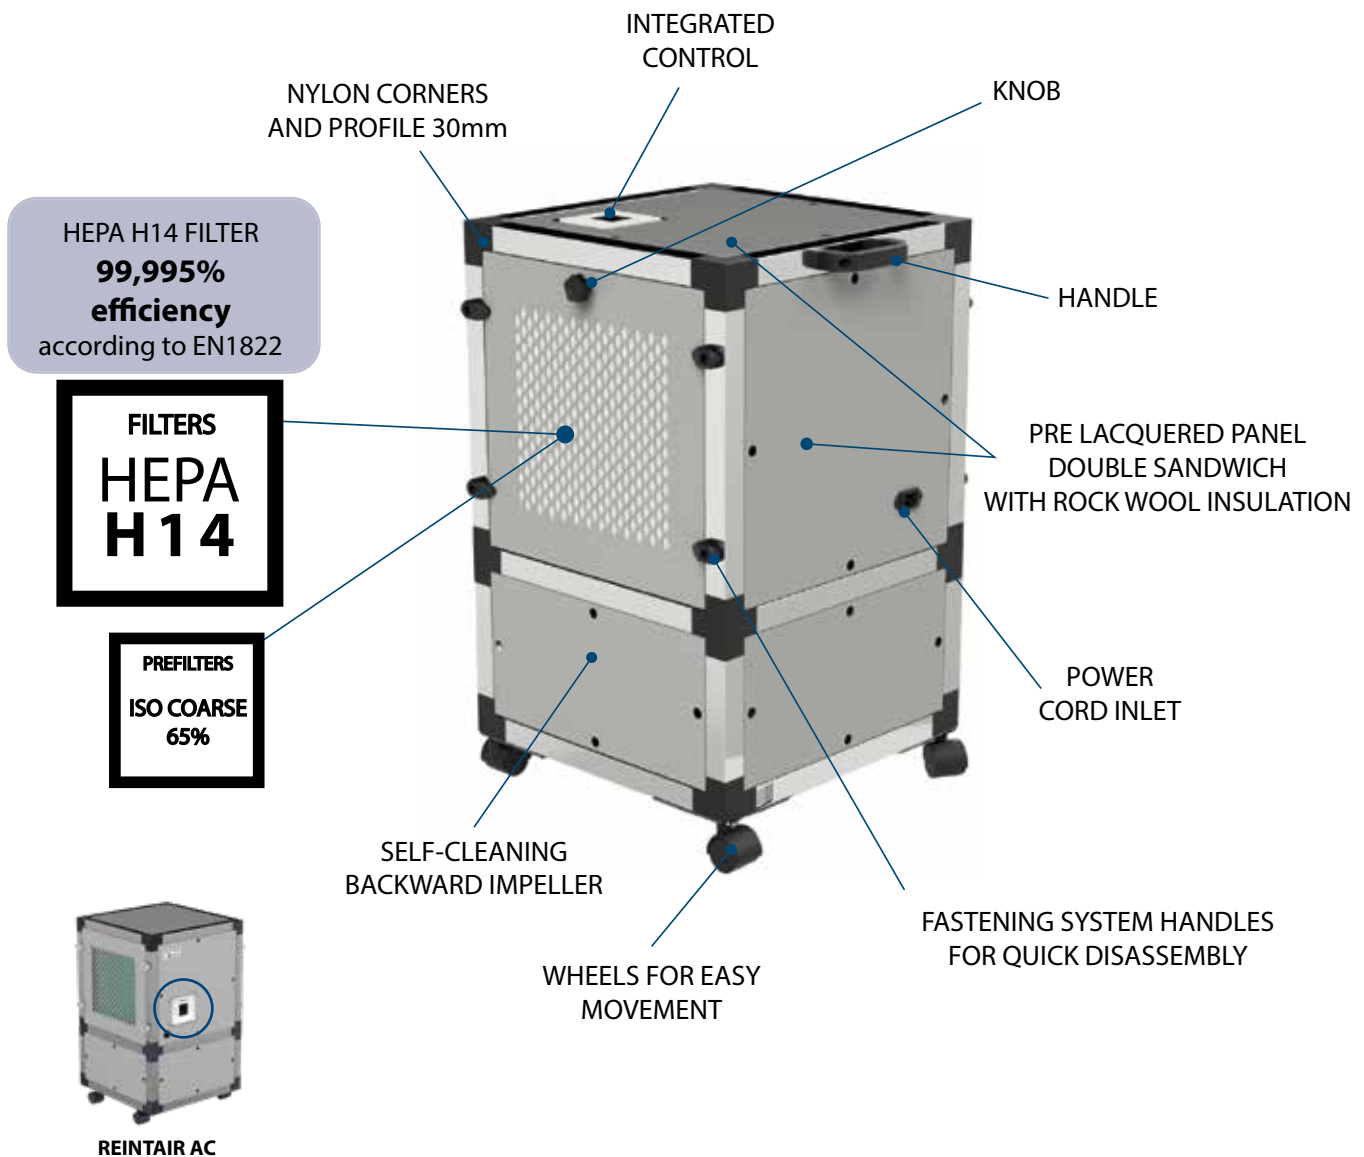 INTEGRATED
CONTROL
KNOB
NYLON CORNERS
AND PROFILE 30mm
HEPA H14 FILTER
99,995%
efficiency
according to EN1822
HANDLE
FILTERS
HEPA
H14
PRE LACQUERED PANEL
DOUBLE SANDWICH
WITH ROCK WOOL INSULATION
PREFILTERS
ISO COARSE
65%
POWER
CORD INLET
SELF-CLEANING
BACKWARD IMPELLER
FASTENING SYSTEM HANDLES
FOR QUICK DISASSEMBLY
WHEELS FOR EASY
MOVEMENT
REINTAIR AC